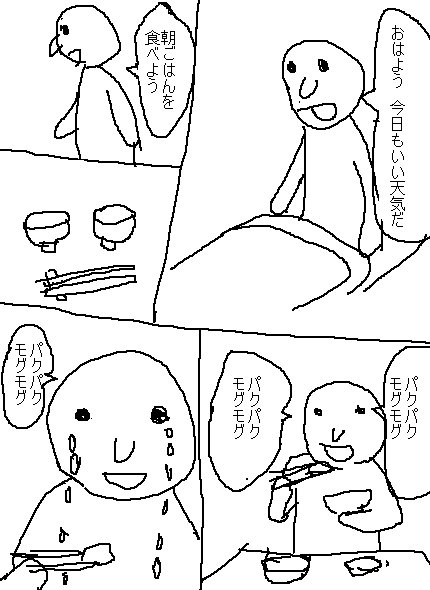 おはよう　今日もいい天気だ
朝ごはんを
食べよう
パクパク
モグモグ
パクパク
モグモグ
パクパク
モグモグ